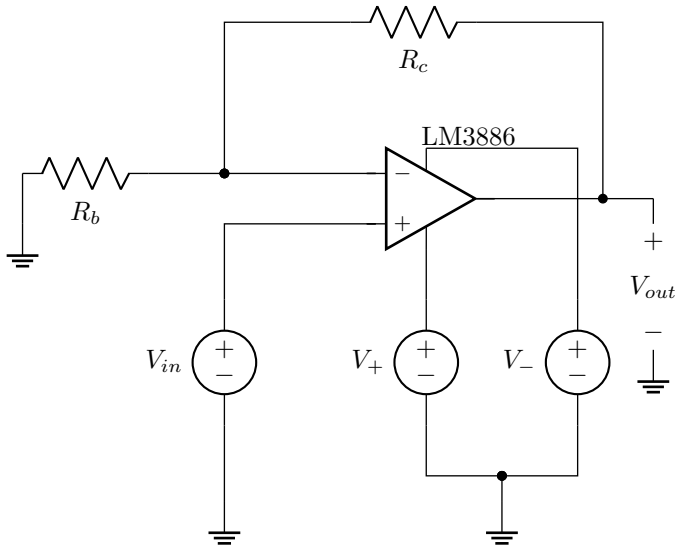 R_c
LM3886
−
R_b
+
+
V_out
−
V_in
+
−
V_+
+
−
V_−
+
−